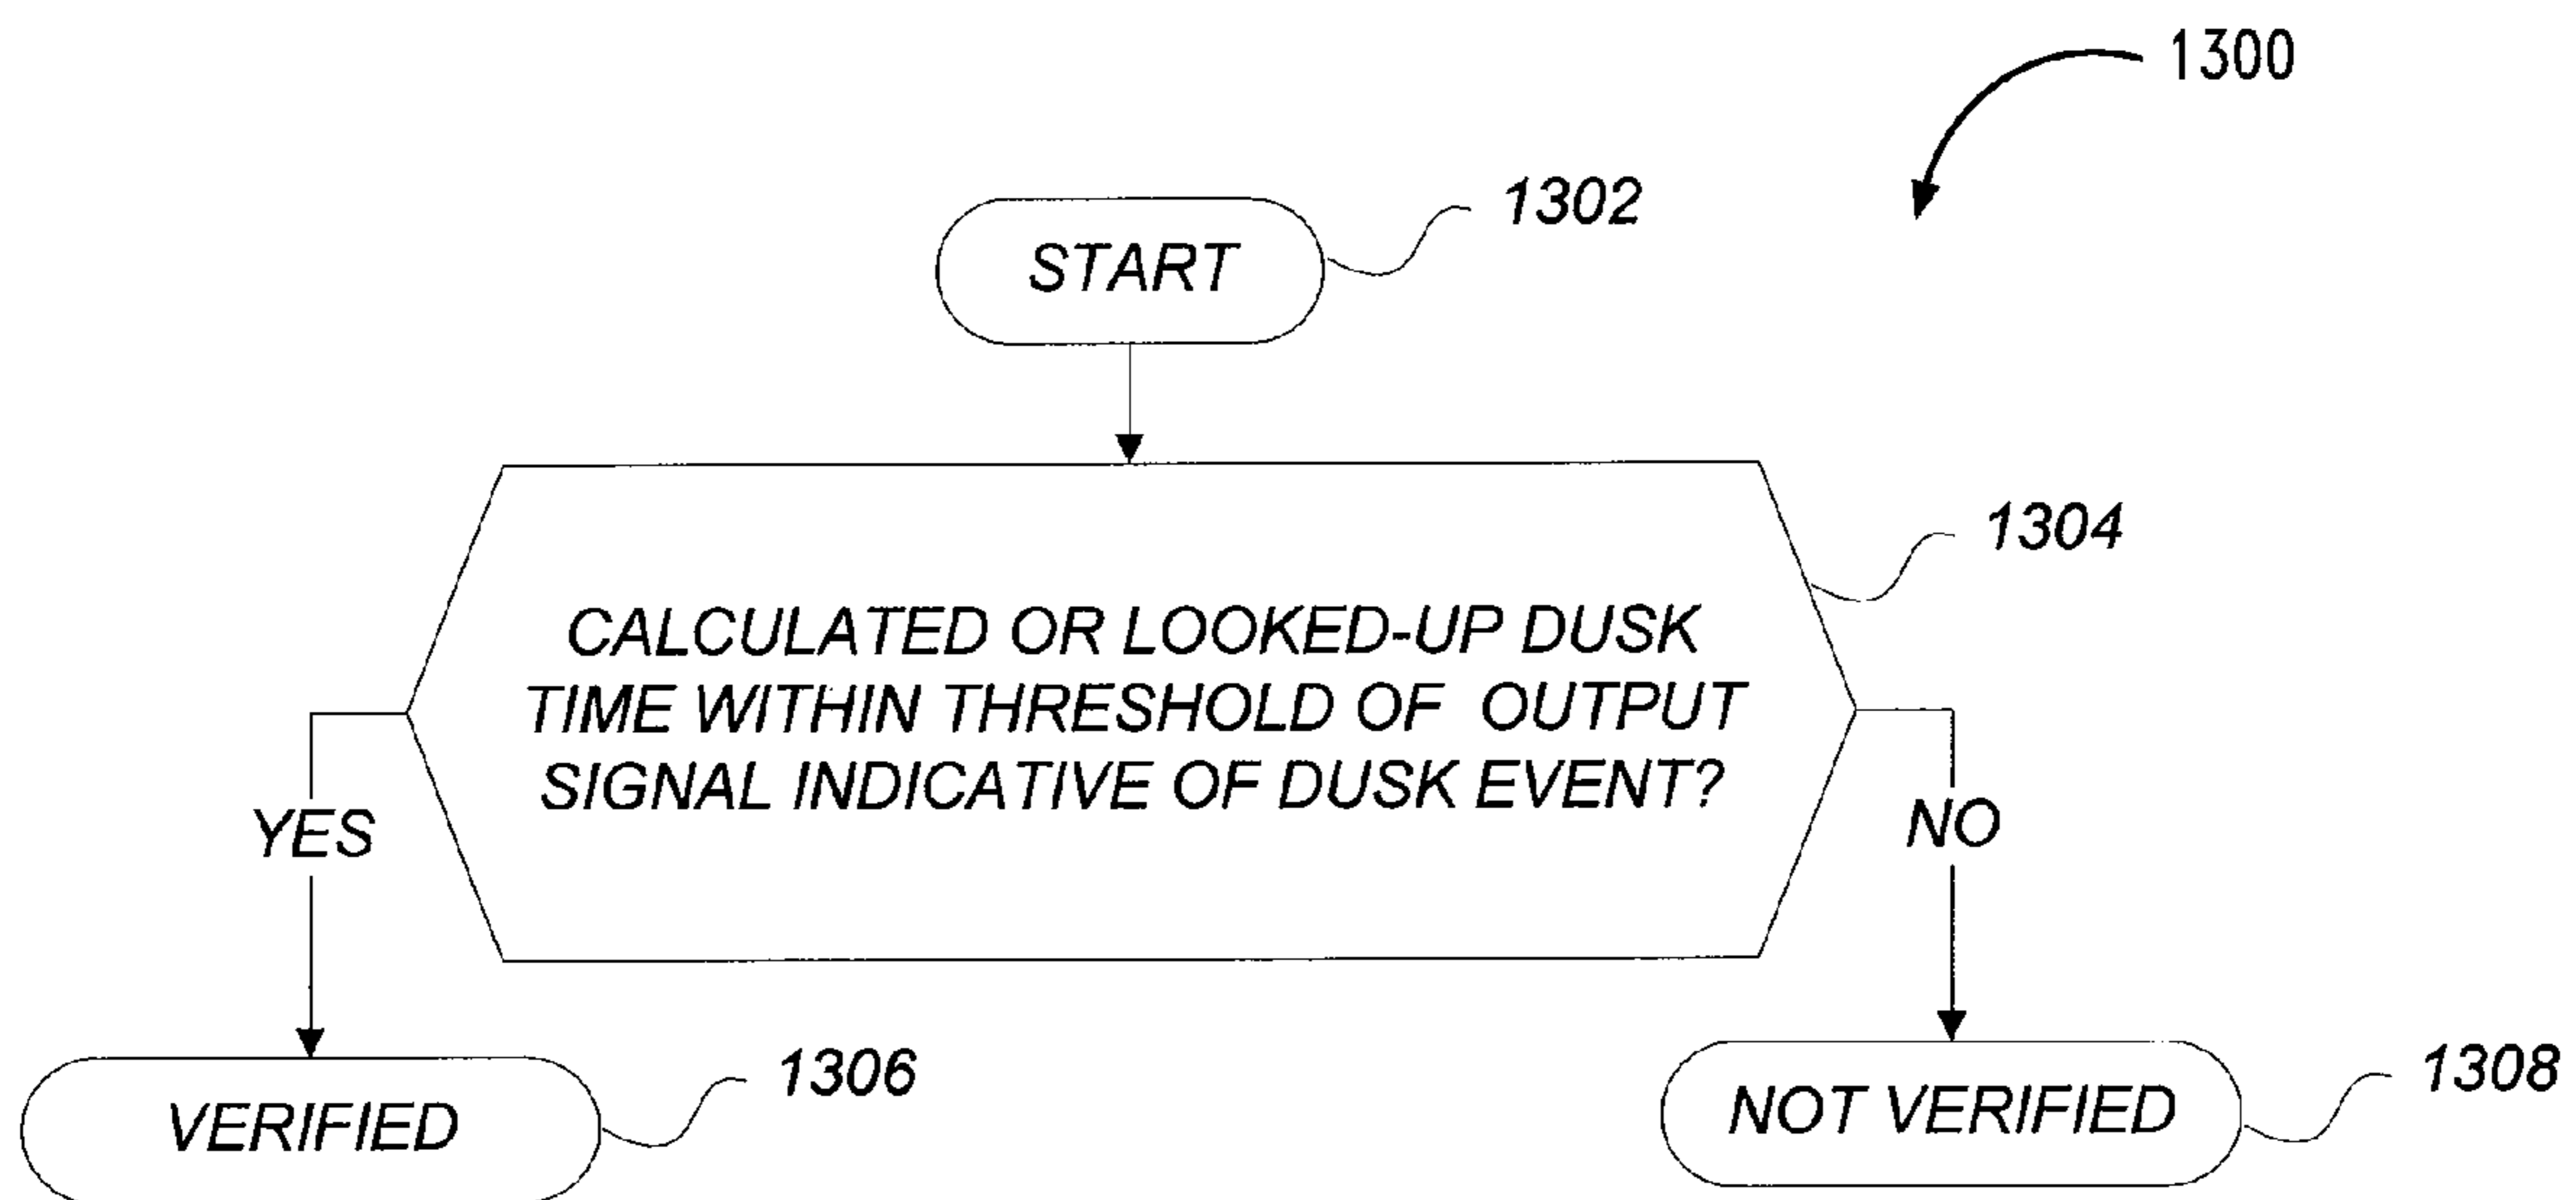 1300
1302
START
1304
CALCULATED OR LOOKED-UP DUSK
TIME WITHIN THRESHOLD OF OUTPUT
SIGNAL INDICATIVE OF DUSK EVENT?
YES
NO
1306
VERIFIED
1308
NOT VERIFIED